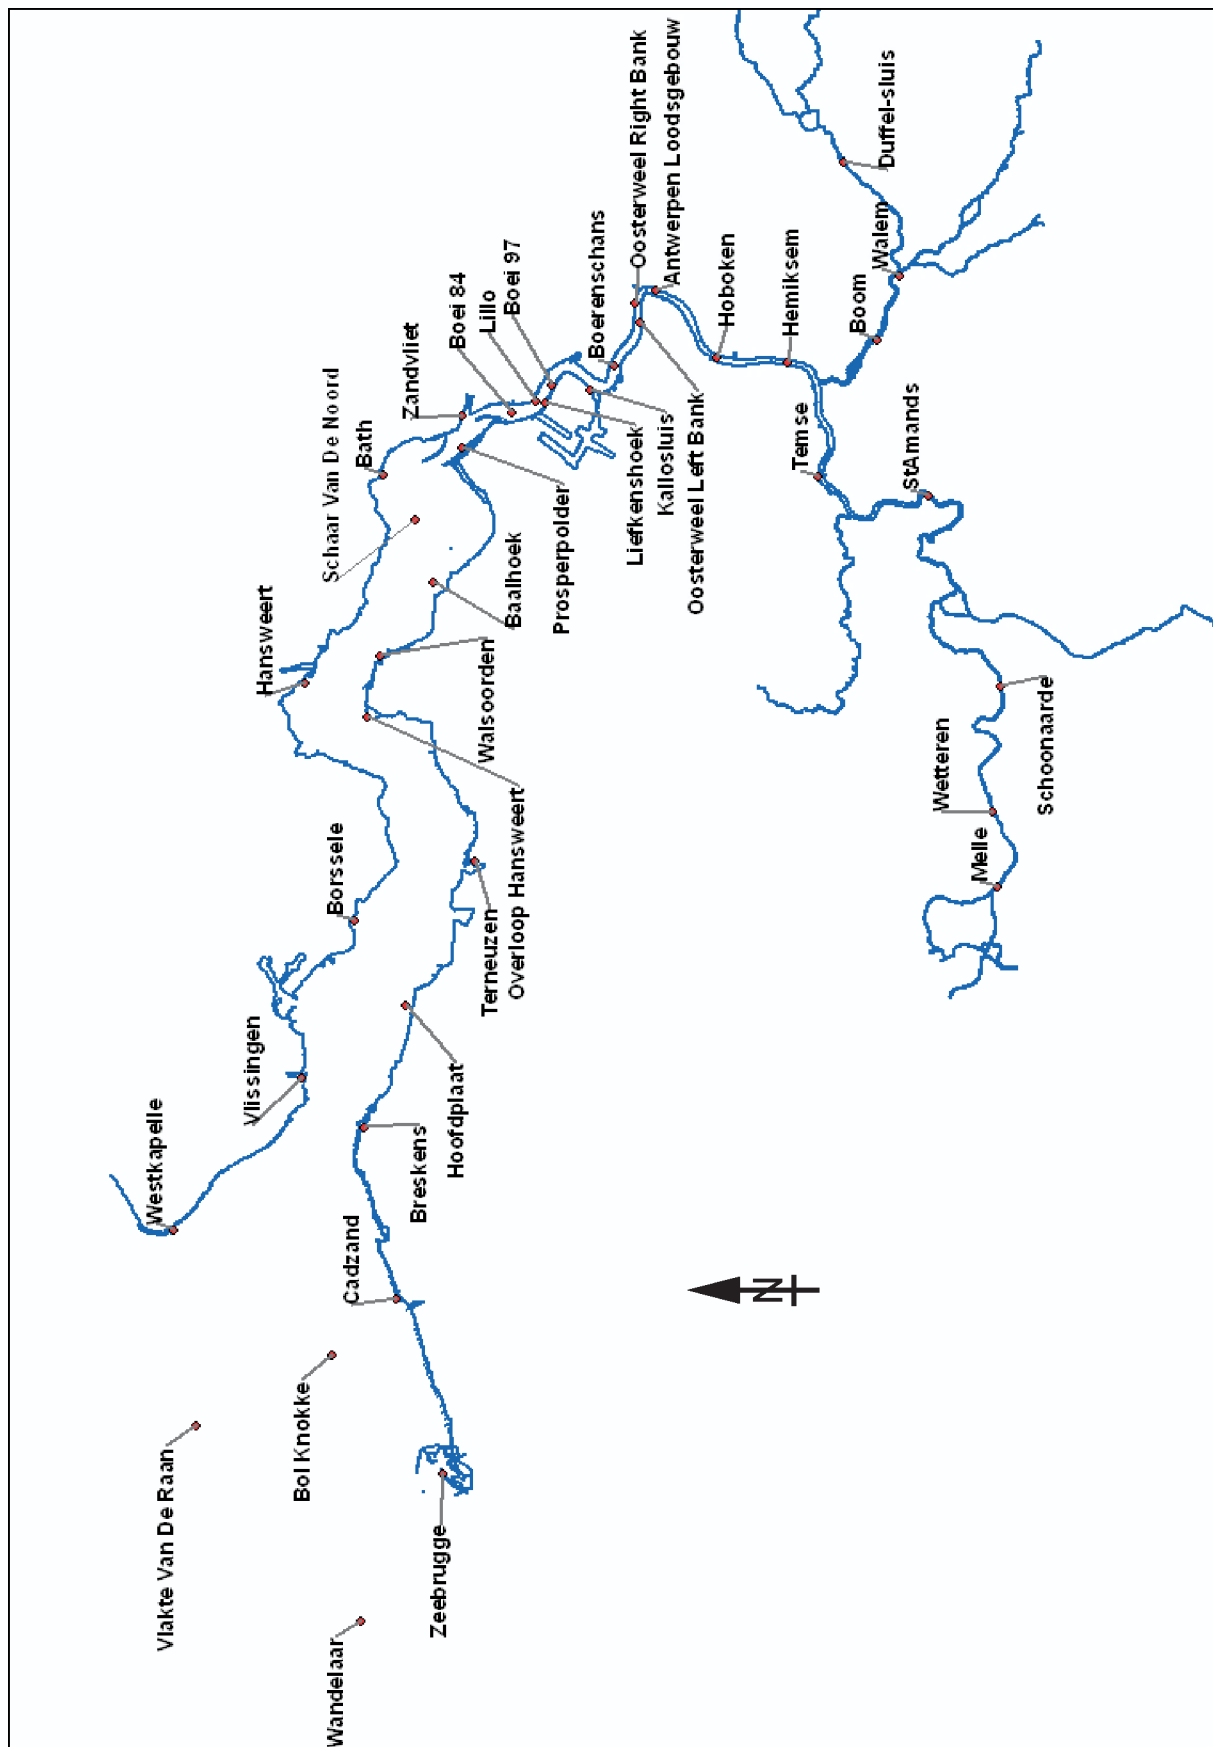 Wandelaar
Vlakte Van De Raan
Zeebrugge
Bol Knokke
Cadzand
Westkapelle
Breskens
Vlissingen
Hoofdplaat
Borssele
Terneuzen
Overloop Hansweert
Hansweert
Walsoorden
Baalhoek
Schaar Van De Noord
Bath
Prosperpolder
Zandvliet
Boei 84
Lillo
Boei 97
Liefkenshoek
Kallosluis
Boerenschans
Oosterweel Left Bank
Oosterweel Right Bank
Antwerpen Loodsgebouw
Hoboken
Hemiksem
Temse
Boom
Walem
Duffel-sluis
StAmands
Schoonaarde
Wetteren
Melle
N